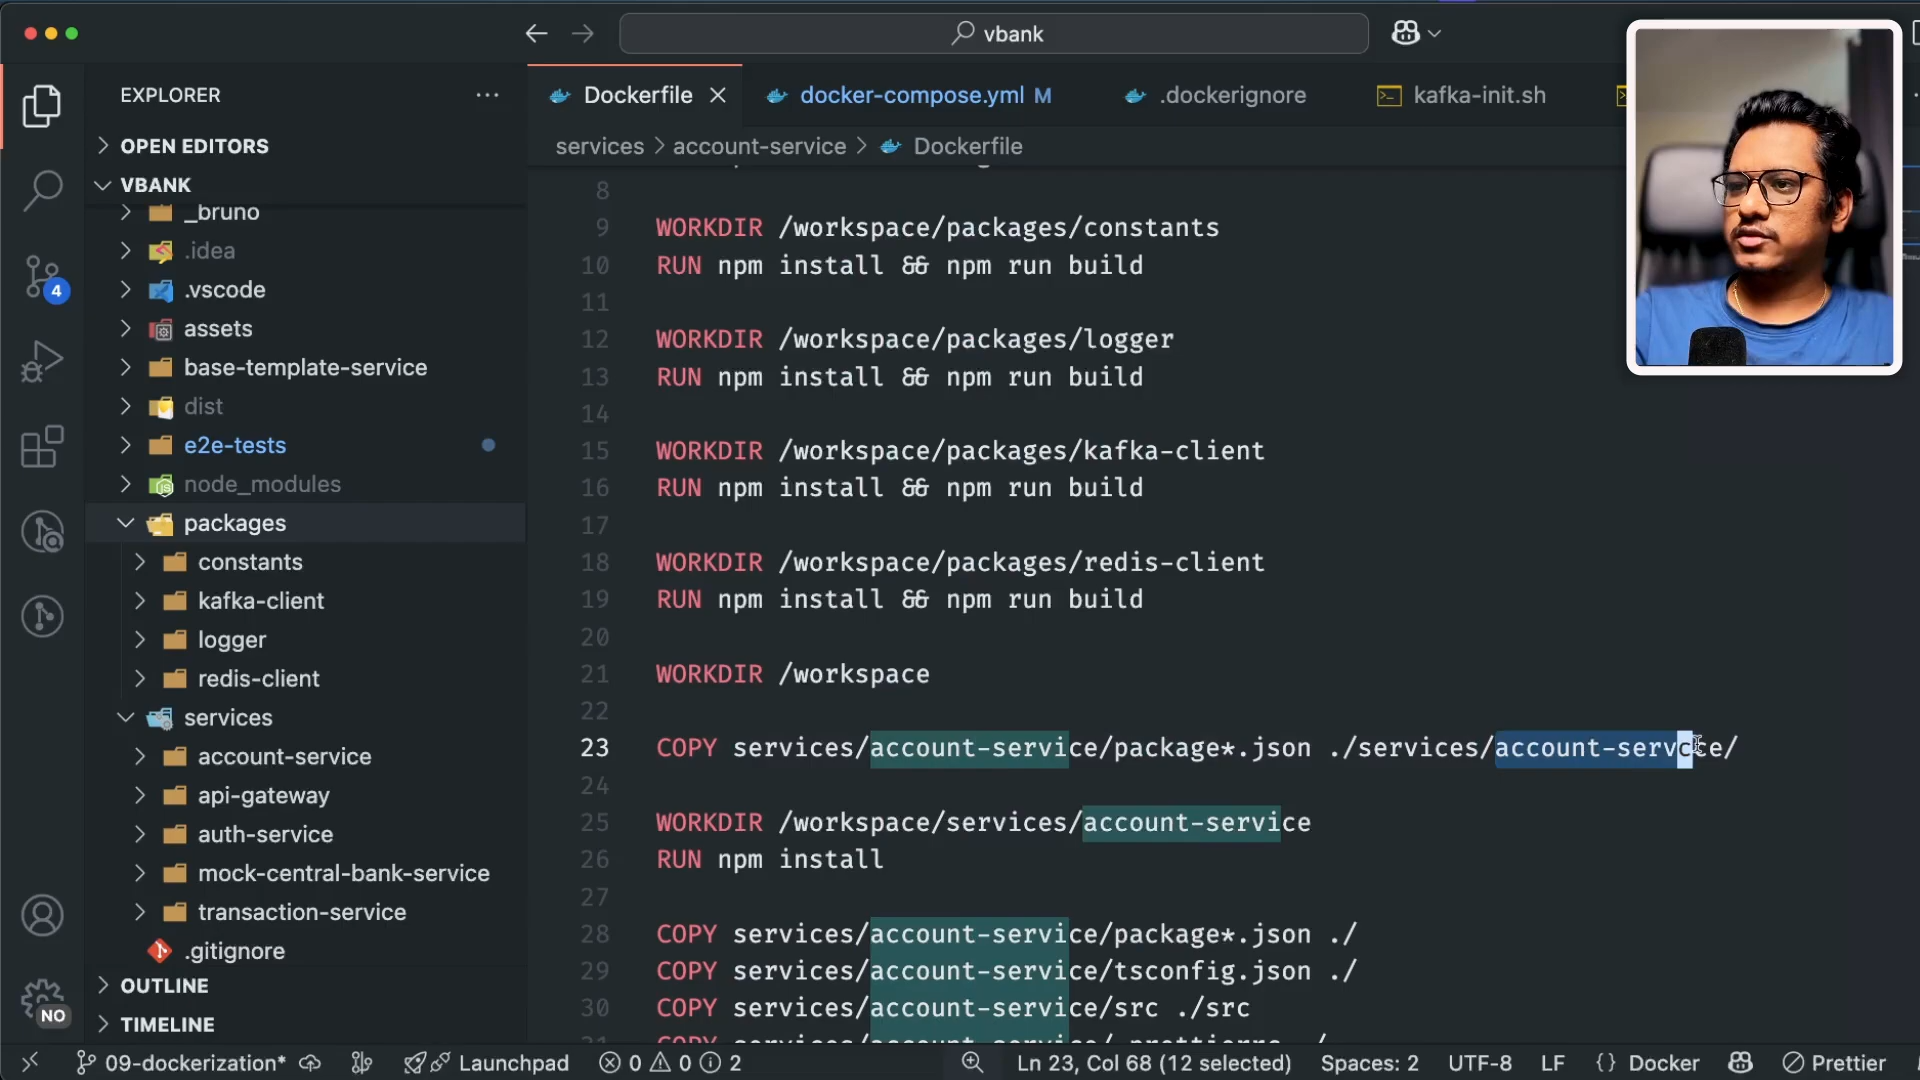 vbank
EXPLORER
Dockerfile
docker-compose.yml M
.dockerignore
kafka-init.sh
OPEN EDITORS
services > account-service > Dockerfile
VBANK
_bruno
.idea
.vscode
assets
base-template-service
dist
e2e-tests
node_modules
packages
constants
kafka-client
logger
redis-client
services
account-service
api-gateway
auth-service
mock-central-bank-service
transaction-service
.gitignore
OUTLINE
TIMELINE
4
NO
8
9 WORKDIR /workspace/packages/constants
10 RUN npm install && npm run build
11
12 WORKDIR /workspace/packages/logger
13 RUN npm install && npm run build
14
15 WORKDIR /workspace/packages/kafka-client
16 RUN npm install && npm run build
17
18 WORKDIR /workspace/packages/redis-client
19 RUN npm install && npm run build
20
21 WORKDIR /workspace
22
23 COPY services/account-service/package*.json ./services/account-service/
24
25 WORKDIR /workspace/services/account-service
26 RUN npm install
27
28 COPY services/account-service/package*.json ./
29 COPY services/account-service/tsconfig.json ./
30 COPY services/account-service/src ./src
09-dockerization* Launchpad 0 0 2 Ln 23, Col 68 (12 selected) Spaces: 2 UTF-8 LF {} Docker Prettier